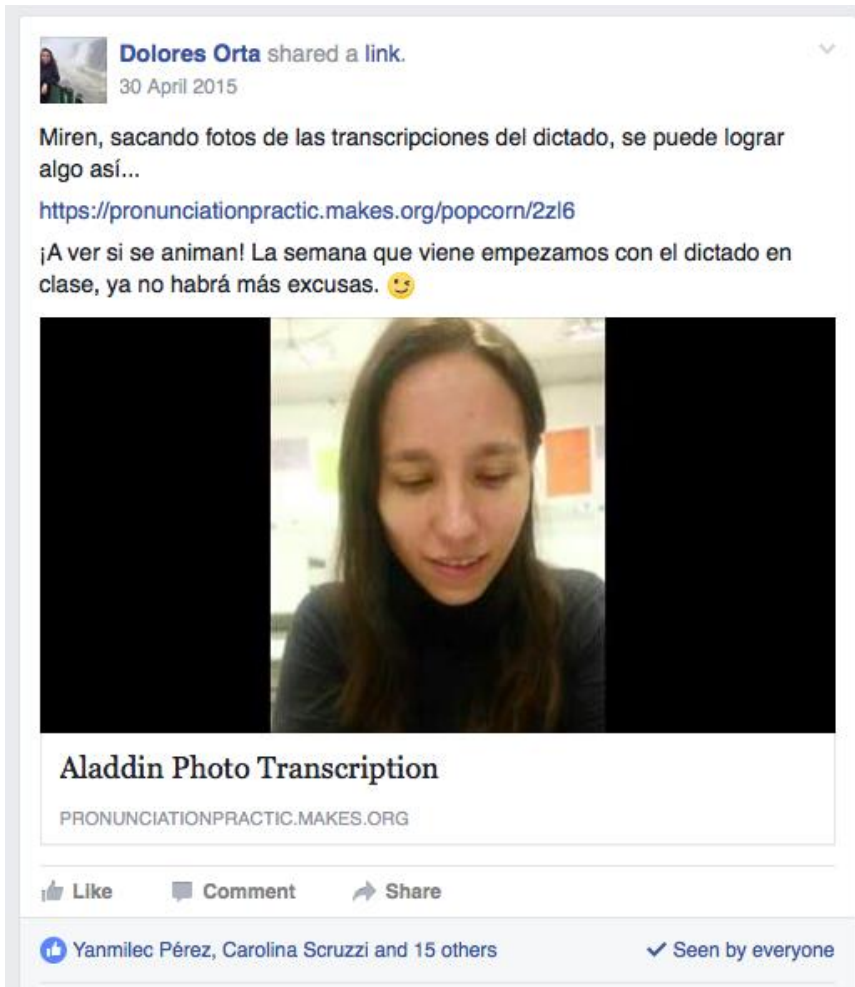 Dolores Orta shared a link.
30 April 2015
Miren, sacando fotos de las transcripciones del dictado, se puede lograr
algo así...
https://pronunciationpractic.makes.org/popcorn/2zl6
¡A ver si se animan! La semana que viene empezamos con el dictado en
clase, ya no habrá más excusas. 😉
Aladdin Photo Transcription
PRONUNCIATIONPRACTIC.MAKES.ORG
Like Comment Share
Yanmilec Pérez, Carolina Scruzzi and 15 others Seen by everyone